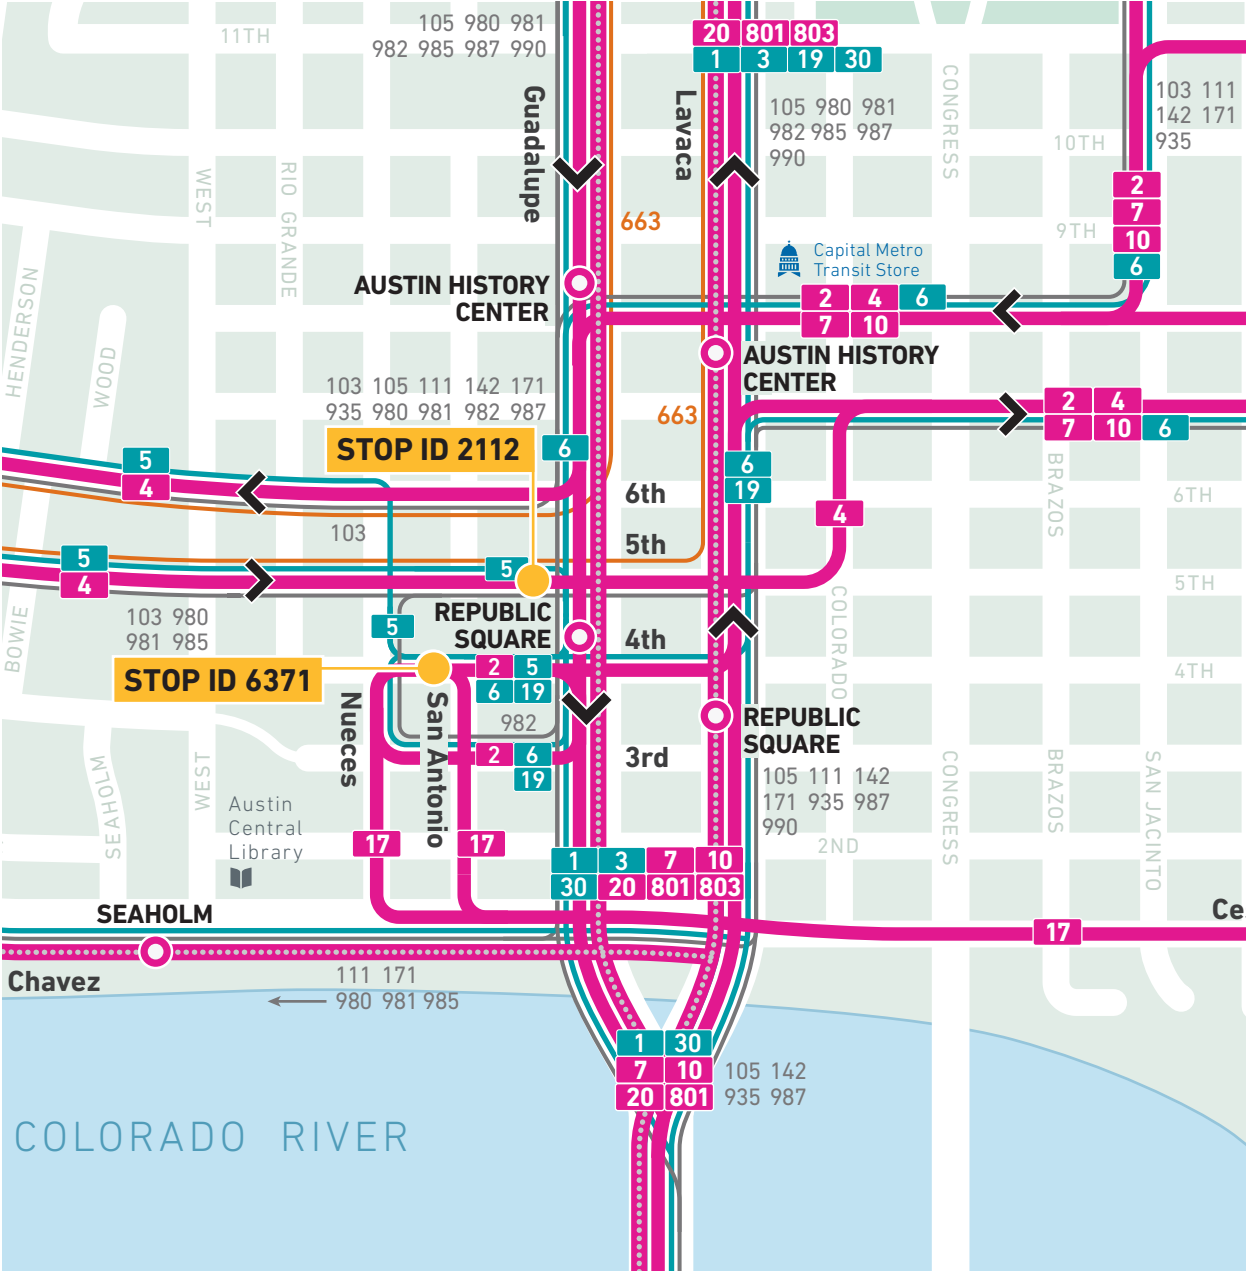 105 980 981
982 985 987 990
11TH
20 801 803
1 3 19 30
Guadalupe
Lavaca
105 980 981
982 985 987
990
CONGRESS
103 111
142 171
935
10TH
WEST
RIO GRANDE
2
7
10
6
663
9TH
Capital Metro
Transit Store
AUSTIN HISTORY
CENTER
2 4 6
7 10
HENDERSON
WOOD
AUSTIN HISTORY
CENTER
103 105 111 142 171
935 980 981 982 987
663
2 4
7 10 6
STOP ID 2112
6
5
4
6
19
BRAZOS
6th
6TH
4
103
5th
5
4
5
5TH
103 980
981 985
BOWIE
5
REPUBLIC
SQUARE
4th
COLORADO
4TH
STOP ID 6371
2 5
6 19
Nueces
San Antonio
982
REPUBLIC
SQUARE
2 6
19
3rd
SEAHOLM
WEST
105 111 142
171 935 987
990
CONGRESS
BRAZOS
SAN JACINTO
Austin
Central
Library
17
17
2ND
1 3 7 10
30 20 801 803
SEAHOLM
Ce
17
Chavez
111 171
980 981 985
1 30
7 10
20 801
105 142
935 987
COLORADO RIVER